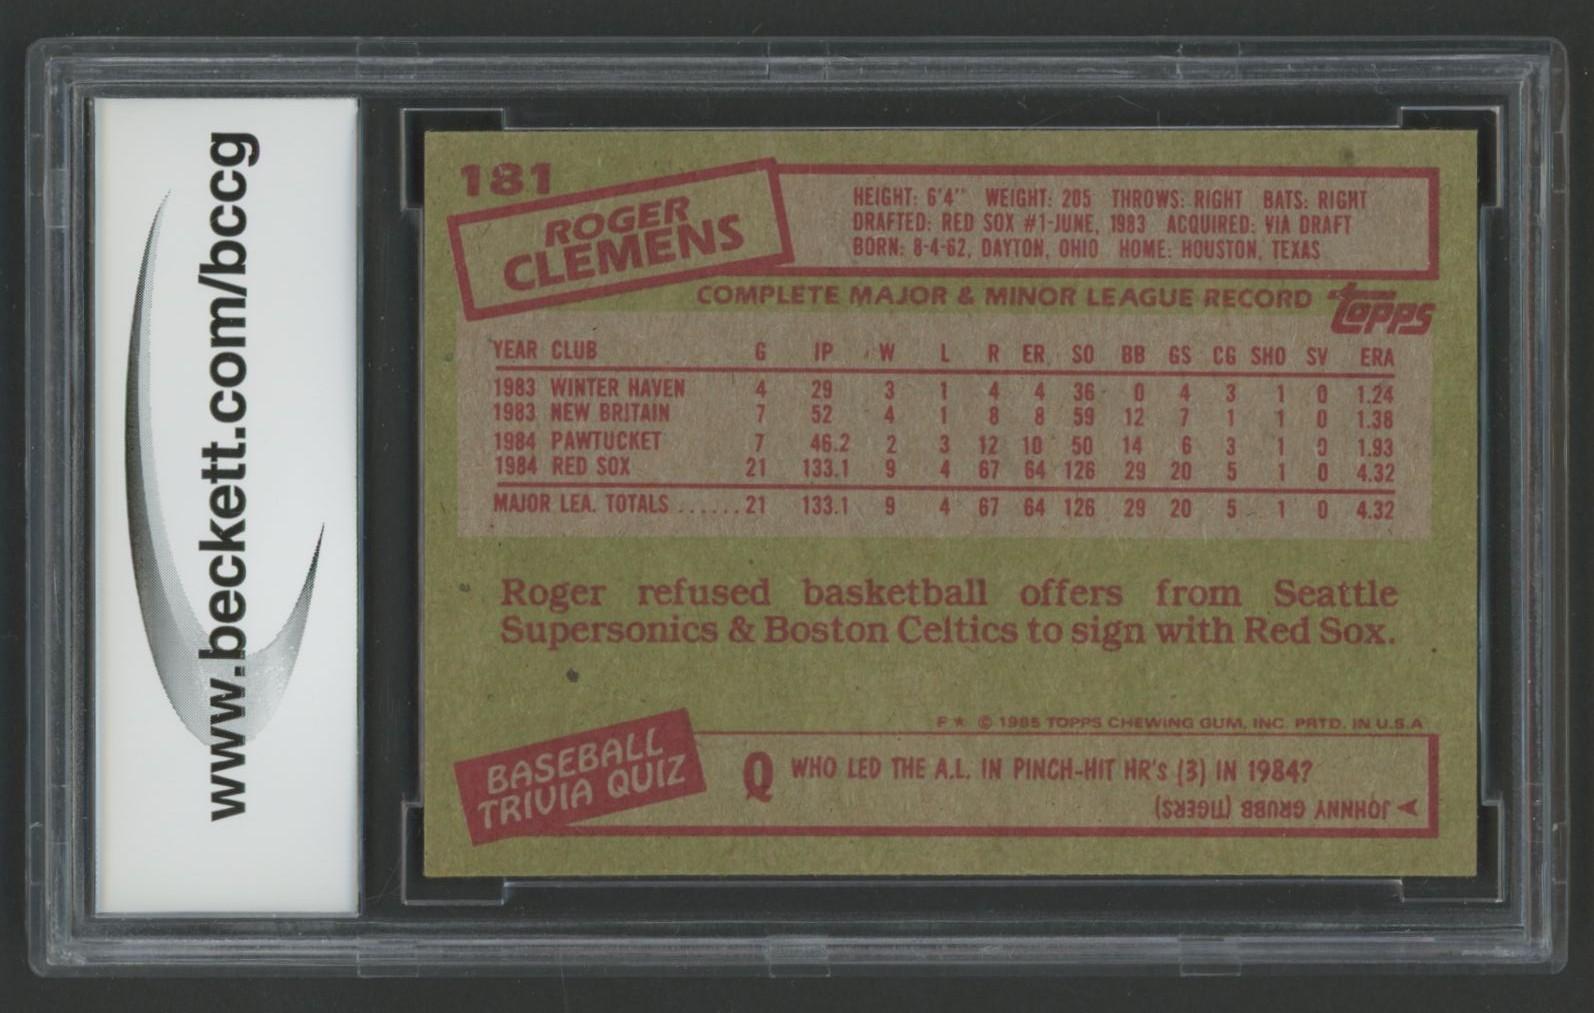 www.beckett.com/bccg
181
ROGER
CLEMENS
HEIGHT: 6'4" WEIGHT: 205 THROWS: RIGHT BATS: RIGHT
DRAFTED: RED SOX #1-JUNE, 1983 ACQUIRED: VIA DRAFT
BORN: 8-4-62, DAYTON, OHIO HOME: HOUSTON, TEXAS
COMPLETE MAJOR & MINOR LEAGUE RECORD
topps
YEAR CLUB G IP W L R ER SO BB GS CG SHO SV ERA
1983 WINTER HAVEN 4 29 3 1 4 4 36 0 4 3 1 0 1.24
1983 NEW BRITAIN 7 52 4 1 8 8 59 12 7 1 1 0 1.38
1984 PAWTUCKET 7 46.2 2 3 12 10 50 14 6 3 1 0 1.93
1984 RED SOX 21 133.1 9 4 67 64 126 29 20 5 1 0 4.32
MAJOR LEA. TOTALS ......21 133.1 9 4 67 64 126 29 20 5 1 0 4.32
Roger refused basketball offers from Seattle
Supersonics & Boston Celtics to sign with Red Sox.
F★ © 1985 TOPPS CHEWING GUM, INC. PRTD. IN U.S.A
BASEBALL
TRIVIA QUIZ
Q WHO LED THE A.L. IN PINCH-HIT HR's (3) IN 1984?
A JOHNNY GRUBB (TIGERS)